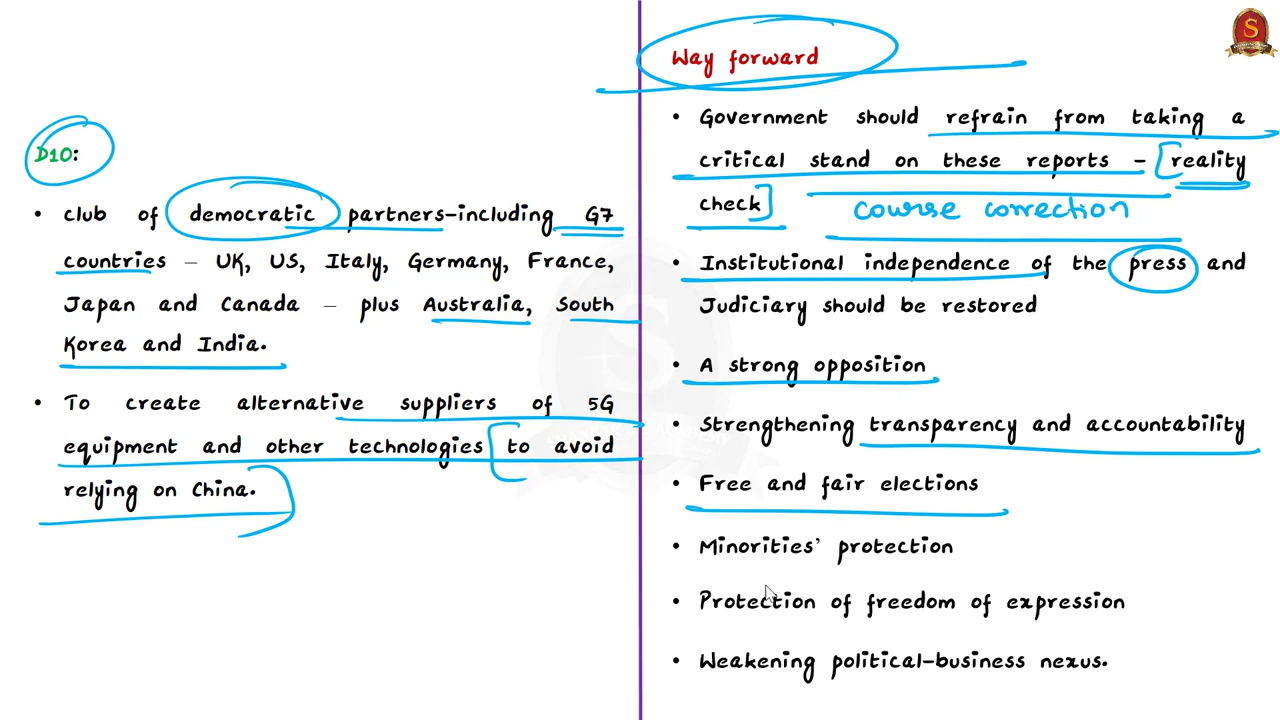 D10:
• club of democratic partners-including G7
countries – UK, US, Italy, Germany, France,
Japan and Canada – plus Australia, South
Korea and India.
• To create alternative suppliers of 5G
equipment and other technologies to avoid
relying on China.
Way forward
• Government should refrain from taking a
critical stand on these reports – [reality
check] course correction
• Institutional independence of the press and
Judiciary should be restored
• A strong opposition
• Strengthening transparency and accountability
• Free and fair elections
• Minorities' protection
• Protection of freedom of expression
• Weakening political-business nexus.
S